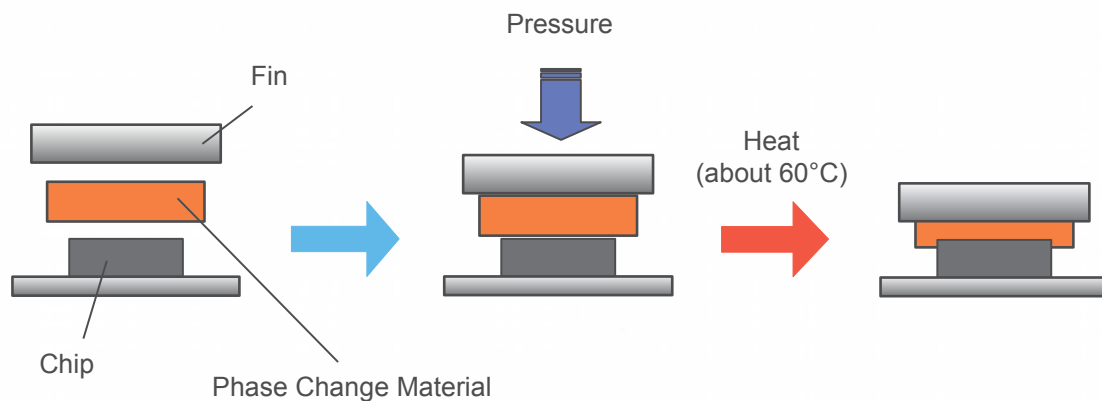 Pressure
Fin
Heat
(about 60°C)
Chip
Phase Change Material